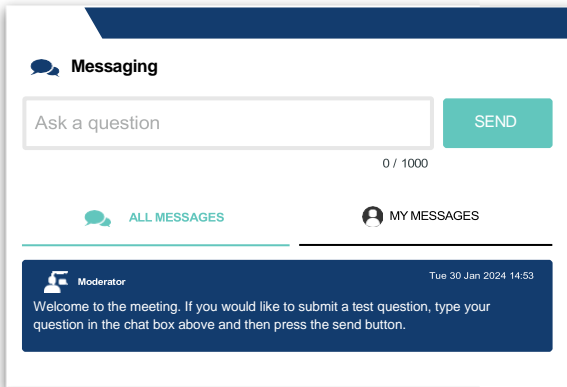 Messaging
Ask a question
SEND
0 / 1000
ALL MESSAGES
MY MESSAGES
Moderator
Tue 30 Jan 2024 14:53
Welcome to the meeting. If you would like to submit a test question, type your
question in the chat box above and then press the send button.